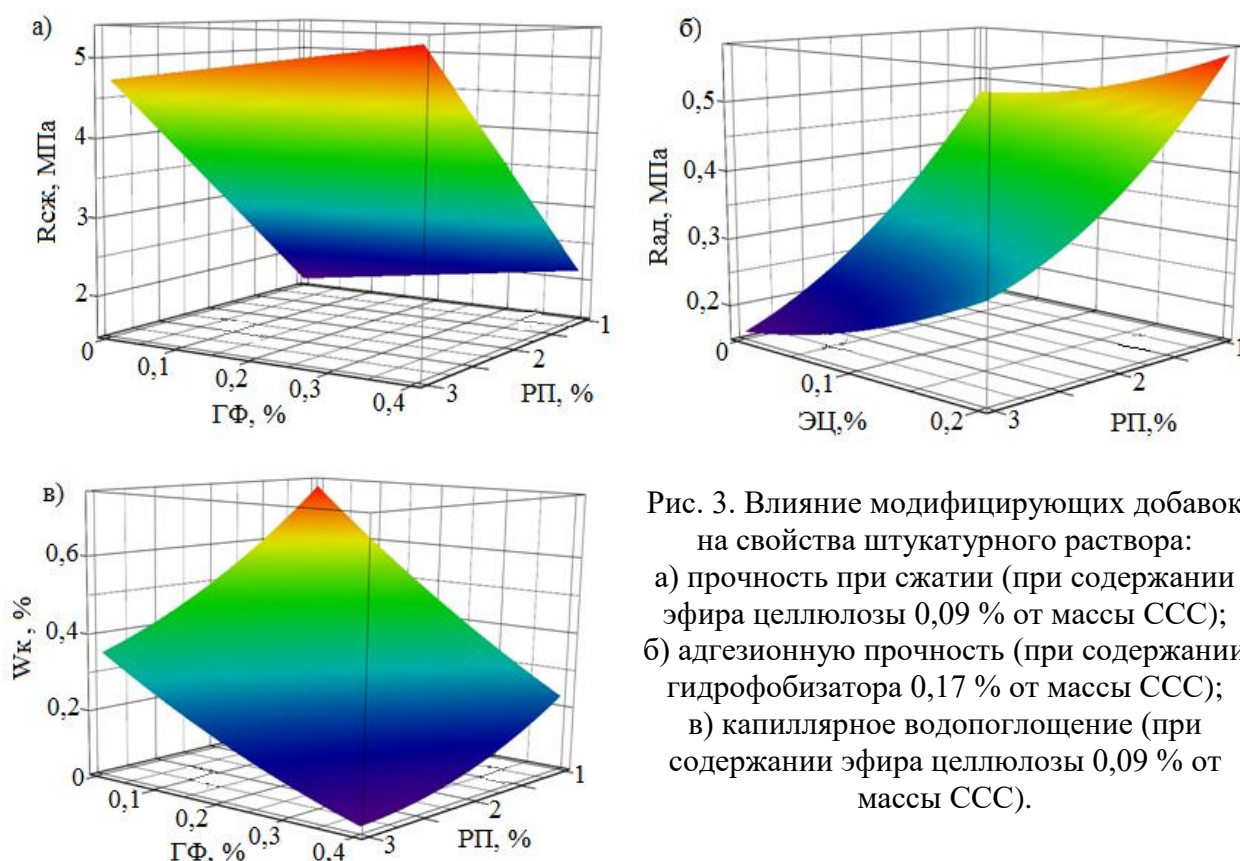 а)
5
4
3
2
Rсж, МПа
0
0,1
0,2
0,3
0,4
ГФ, %
3
2
1
РП, %
б)
0,5
0,4
0,3
0,2
Rад, МПа
0
0,1
0,2
ЭЦ,%
3
2
1
РП,%
в)
0,6
0,4
0,2
0
Wк, %
0,1
0,2
0,3
0,4
ГФ, %
3
2
1
РП, %
Рис. 3. Влияние модифицирующих добавок
на свойства штукатурного раствора:
а) прочность при сжатии (при содержании
эфира целлюлозы 0,09 % от массы ССС);
б) адгезионную прочность (при содержании
гидрофобизатора 0,17 % от массы ССС);
в) капиллярное водопоглощение (при
содержании эфира целлюлозы 0,09 % от
массы ССС).